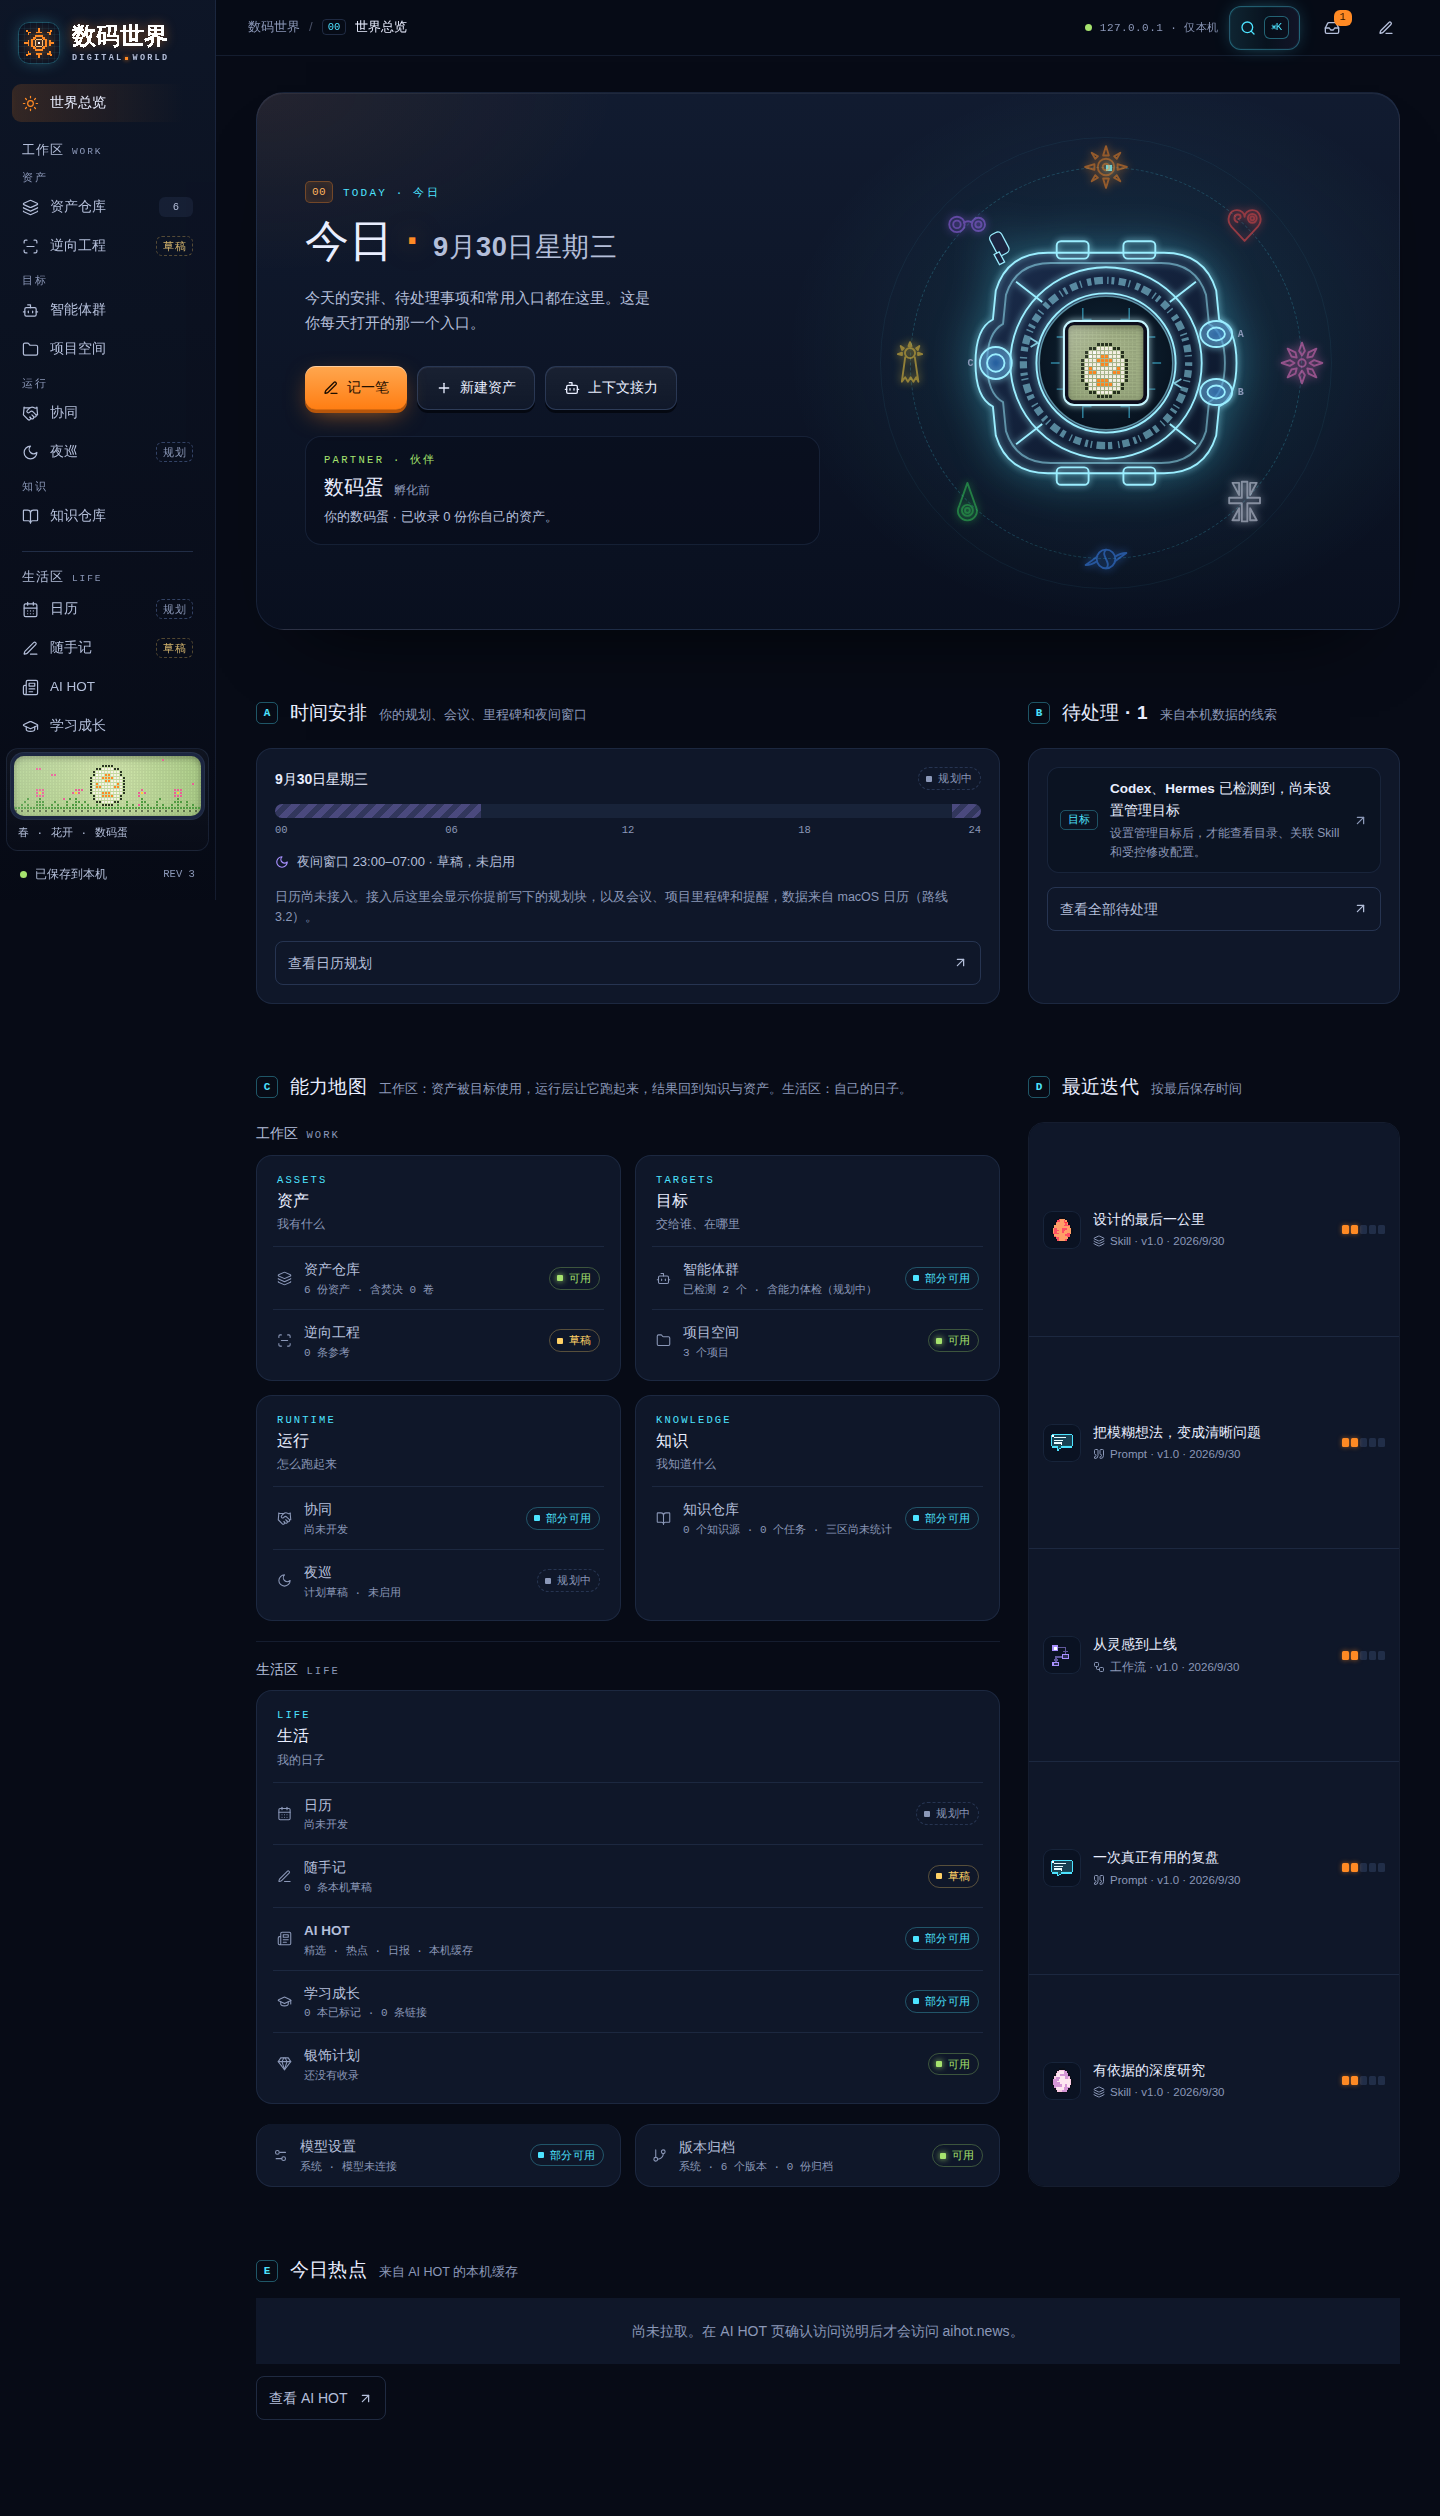 数码世界
DIGITAL WORLD
世界总览
工作区 WORK
资产
资产仓库 6
逆向工程 草稿
目标
智能体群
项目空间
运行
协同
夜巡 规划
知识
知识仓库
生活区 LIFE
日历 规划
随手记 草稿
AI HOT
学习成长
春 · 花开 · 数码蛋
已保存到本机 REV 3
数码世界 / 00 世界总览
127.0.0.1 · 仅本机
⌘K
1
00 TODAY · 今日
今日 · 9月30日星期三
今天的安排、待处理事项和常用入口都在这里。这是
你每天打开的那一个入口。
记一笔
新建资产
上下文接力
PARTNER · 伙伴
数码蛋 孵化前
你的数码蛋 · 已收录 0 份你自己的资产。
A
B
C
A 时间安排 你的规划、会议、里程碑和夜间窗口
9月30日星期三 规划中
00 06 12 18 24
夜间窗口 23:00–07:00 · 草稿，未启用
日历尚未接入。接入后这里会显示你提前写下的规划块，以及会议、项目里程碑和提醒，数据来自 macOS 日历（路线
3.2）。
查看日历规划
B 待处理 · 1 来自本机数据的线索
目标
Codex、Hermes 已检测到，尚未设
置管理目标
设置管理目标后，才能查看目录、关联 Skill
和受控修改配置。
查看全部待处理
C 能力地图 工作区：资产被目标使用，运行层让它跑起来，结果回到知识与资产。生活区：自己的日子。
工作区 WORK
ASSETS
资产
我有什么
资产仓库
6 份资产 · 含焚决 0 卷
可用
逆向工程
0 条参考
草稿
TARGETS
目标
交给谁、在哪里
智能体群
已检测 2 个 · 含能力体检（规划中）
部分可用
项目空间
3 个项目
可用
RUNTIME
运行
怎么跑起来
协同
尚未开发
部分可用
夜巡
计划草稿 · 未启用
规划中
KNOWLEDGE
知识
我知道什么
知识仓库
0 个知识源 · 0 个任务 · 三区尚未统计
部分可用
生活区 LIFE
LIFE
生活
我的日子
日历
尚未开发
规划中
随手记
0 条本机草稿
草稿
AI HOT
精选 · 热点 · 日报 · 本机缓存
部分可用
学习成长
0 本已标记 · 0 条链接
部分可用
银饰计划
还没有收录
可用
模型设置
系统 · 模型未连接
部分可用
版本归档
系统 · 6 个版本 · 0 份归档
可用
D 最近迭代 按最后保存时间
设计的最后一公里
Skill · v1.0 · 2026/9/30
把模糊想法，变成清晰问题
Prompt · v1.0 · 2026/9/30
从灵感到上线
工作流 · v1.0 · 2026/9/30
一次真正有用的复盘
Prompt · v1.0 · 2026/9/30
有依据的深度研究
Skill · v1.0 · 2026/9/30
E 今日热点 来自 AI HOT 的本机缓存
尚未拉取。在 AI HOT 页确认访问说明后才会访问 aihot.news。
查看 AI HOT